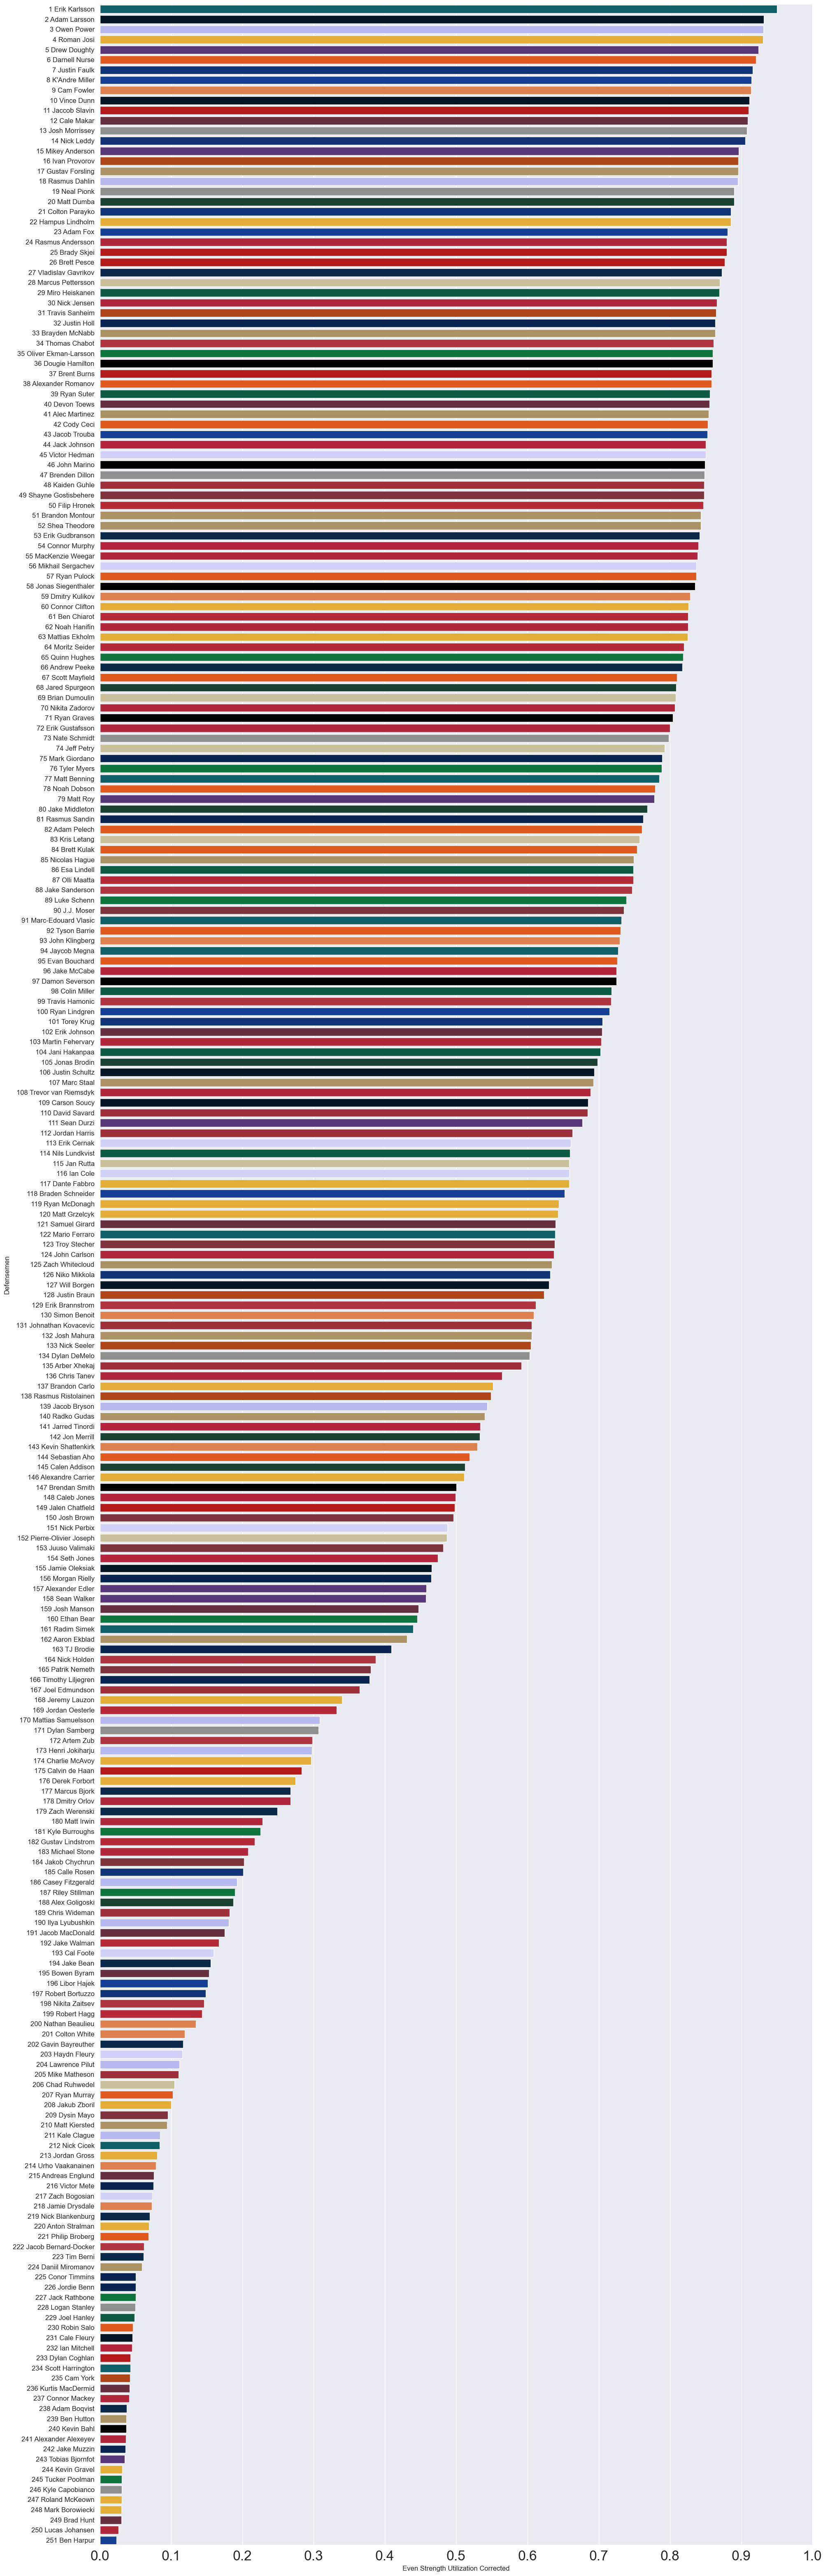 1 Erik Karlsson
2 Adam Larsson
3 Owen Power
4 Roman Josi
5 Drew Doughty
6 Darnell Nurse
7 Justin Faulk
8 K'Andre Miller
9 Cam Fowler
10 Vince Dunn
11 Jaccob Slavin
12 Cale Makar
13 Josh Morrissey
14 Nick Leddy
15 Mikey Anderson
16 Ivan Provorov
17 Gustav Forsling
18 Rasmus Dahlin
19 Neal Pionk
20 Matt Dumba
21 Colton Parayko
22 Hampus Lindholm
23 Adam Fox
24 Rasmus Andersson
25 Brady Skjei
26 Brett Pesce
27 Vladislav Gavrikov
28 Marcus Pettersson
29 Miro Heiskanen
30 Nick Jensen
31 Travis Sanheim
32 Justin Holl
33 Brayden McNabb
34 Thomas Chabot
35 Oliver Ekman-Larsson
36 Dougie Hamilton
37 Brent Burns
38 Alexander Romanov
39 Ryan Suter
40 Devon Toews
41 Alec Martinez
42 Cody Ceci
43 Jacob Trouba
44 Jack Johnson
45 Victor Hedman
46 John Marino
47 Brenden Dillon
48 Kaiden Guhle
49 Shayne Gostisbehere
50 Filip Hronek
51 Brandon Montour
52 Shea Theodore
53 Erik Gudbranson
54 Connor Murphy
55 MacKenzie Weegar
56 Mikhail Sergachev
57 Ryan Pulock
58 Jonas Siegenthaler
59 Dmitry Kulikov
60 Connor Clifton
61 Ben Chiarot
62 Noah Hanifin
63 Mattias Ekholm
64 Moritz Seider
65 Quinn Hughes
66 Andrew Peeke
67 Scott Mayfield
68 Jared Spurgeon
69 Brian Dumoulin
70 Nikita Zadorov
71 Ryan Graves
72 Erik Gustafsson
73 Nate Schmidt
74 Jeff Petry
75 Mark Giordano
76 Tyler Myers
77 Matt Benning
78 Noah Dobson
79 Matt Roy
80 Jake Middleton
81 Rasmus Sandin
82 Adam Pelech
83 Kris Letang
84 Brett Kulak
85 Nicolas Hague
86 Esa Lindell
87 Olli Maatta
88 Jake Sanderson
89 Luke Schenn
90 J.J. Moser
91 Marc-Edouard Vlasic
92 Tyson Barrie
93 John Klingberg
94 Jaycob Megna
95 Evan Bouchard
96 Jake McCabe
97 Damon Severson
98 Colin Miller
99 Travis Hamonic
100 Ryan Lindgren
101 Torey Krug
102 Erik Johnson
103 Martin Fehervary
104 Jani Hakanpaa
105 Jonas Brodin
106 Justin Schultz
107 Marc Staal
108 Trevor van Riemsdyk
109 Carson Soucy
110 David Savard
111 Sean Durzi
112 Jordan Harris
113 Erik Cernak
114 Nils Lundkvist
115 Jan Rutta
116 Ian Cole
117 Dante Fabbro
118 Braden Schneider
119 Ryan McDonagh
120 Matt Grzelcyk
121 Samuel Girard
122 Mario Ferraro
123 Troy Stecher
124 John Carlson
125 Zach Whitecloud
126 Niko Mikkola
127 Will Borgen
128 Justin Braun
129 Erik Brannstrom
130 Simon Benoit
131 Johnathan Kovacevic
132 Josh Mahura
133 Nick Seeler
134 Dylan DeMelo
135 Arber Xhekaj
136 Chris Tanev
137 Brandon Carlo
138 Rasmus Ristolainen
139 Jacob Bryson
140 Radko Gudas
141 Jarred Tinordi
142 Jon Merrill
143 Kevin Shattenkirk
144 Sebastian Aho
145 Calen Addison
146 Alexandre Carrier
147 Brendan Smith
148 Caleb Jones
149 Jalen Chatfield
150 Josh Brown
151 Nick Perbix
152 Pierre-Olivier Joseph
153 Juuso Valimaki
154 Seth Jones
155 Jamie Oleksiak
156 Morgan Rielly
157 Alexander Edler
158 Sean Walker
159 Josh Manson
160 Ethan Bear
161 Radim Simek
162 Aaron Ekblad
163 TJ Brodie
164 Nick Holden
165 Patrik Nemeth
166 Timothy Liljegren
167 Joel Edmundson
168 Jeremy Lauzon
169 Jordan Oesterle
170 Mattias Samuelsson
171 Dylan Samberg
172 Artem Zub
173 Henri Jokiharju
174 Charlie McAvoy
175 Calvin de Haan
176 Derek Forbort
177 Marcus Bjork
178 Dmitry Orlov
179 Zach Werenski
180 Matt Irwin
181 Kyle Burroughs
182 Gustav Lindstrom
183 Michael Stone
184 Jakob Chychrun
185 Calle Rosen
186 Casey Fitzgerald
187 Riley Stillman
188 Alex Goligoski
189 Chris Wideman
190 Ilya Lyubushkin
191 Jacob MacDonald
192 Jake Walman
193 Cal Foote
194 Jake Bean
195 Bowen Byram
196 Libor Hajek
197 Robert Bortuzzo
198 Nikita Zaitsev
199 Robert Hagg
200 Nathan Beaulieu
201 Colton White
202 Gavin Bayreuther
203 Haydn Fleury
204 Lawrence Pilut
205 Mike Matheson
206 Chad Ruhwedel
207 Ryan Murray
208 Jakub Zboril
209 Dysin Mayo
210 Matt Kiersted
211 Kale Clague
212 Nick Cicek
213 Jordan Gross
214 Urho Vaakanainen
215 Andreas Englund
216 Victor Mete
217 Zach Bogosian
218 Jamie Drysdale
219 Nick Blankenburg
220 Anton Stralman
221 Philip Broberg
222 Jacob Bernard-Docker
223 Tim Berni
224 Daniil Miromanov
225 Conor Timmins
226 Jordie Benn
227 Jack Rathbone
228 Logan Stanley
229 Joel Hanley
230 Robin Salo
231 Cale Fleury
232 Ian Mitchell
233 Dylan Coghlan
234 Scott Harrington
235 Cam York
236 Kurtis MacDermid
237 Connor Mackey
238 Adam Boqvist
239 Ben Hutton
240 Kevin Bahl
241 Alexander Alexeyev
242 Jake Muzzin
243 Tobias Bjornfot
244 Kevin Gravel
245 Tucker Poolman
246 Kyle Capobianco
247 Roland McKeown
248 Mark Borowiecki
249 Brad Hunt
250 Lucas Johansen
251 Ben Harpur
Defensemen
0.0 0.1 0.2 0.3 0.4 0.5 0.6 0.7 0.8 0.9 1.0
Even Strength Utilization Corrected